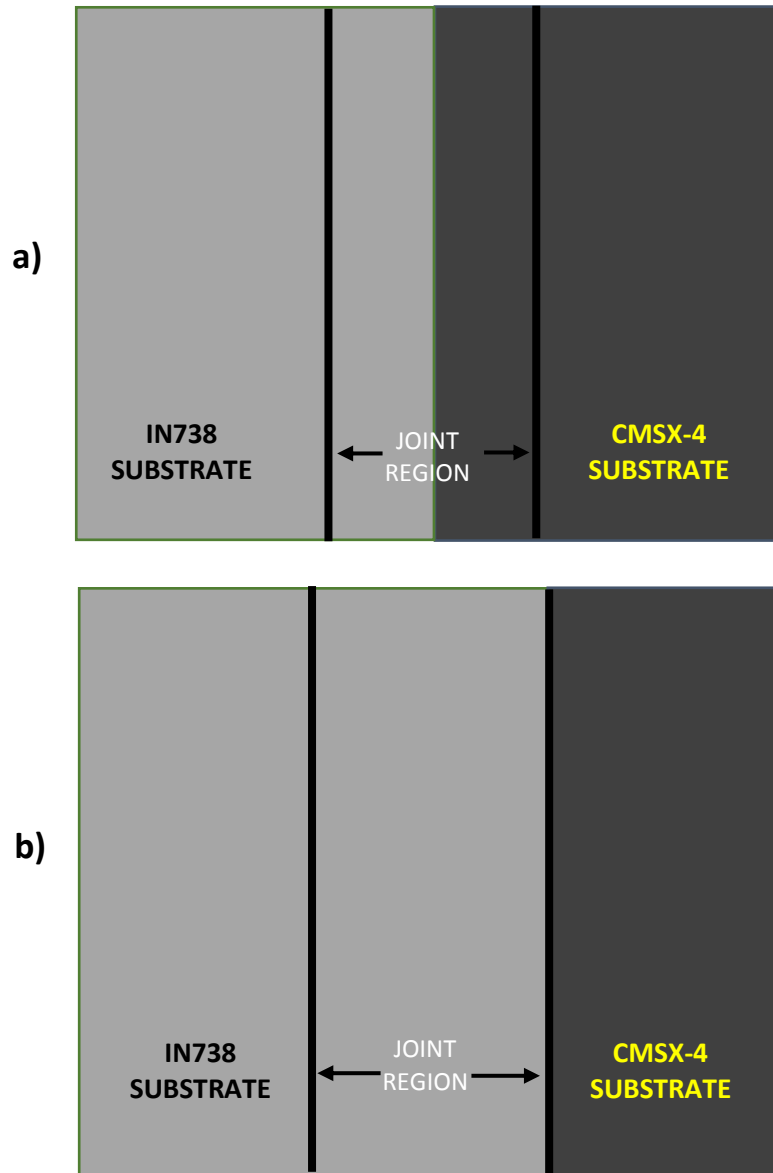 a)
IN738
SUBSTRATE
JOINT
REGION
CMSX-4
SUBSTRATE
b)
IN738
SUBSTRATE
JOINT
REGION
CMSX-4
SUBSTRATE